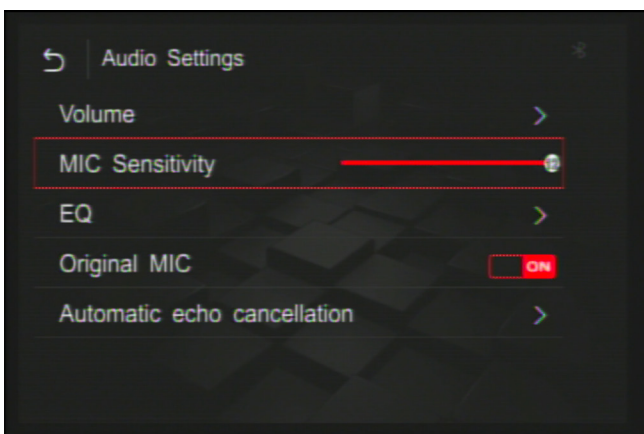 Audio Settings
Volume
MIC Sensitivity
EQ
Original MIC
ON
Automatic echo cancellation